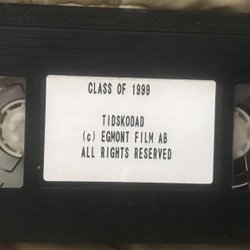 CLASS OF 1999
TIDSKODAD
(c) EGMONT FILM AB
ALL RIGHTS RESERVED